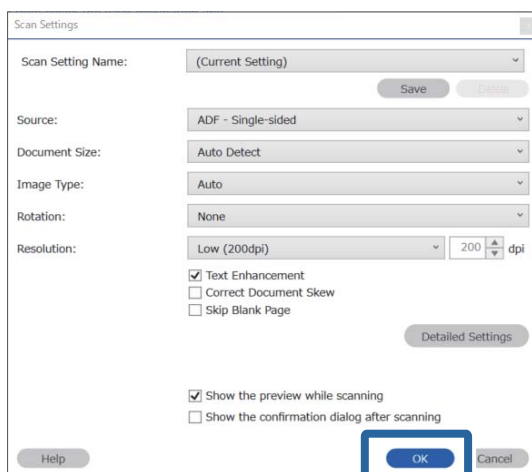 Scan Settings
Scan Setting Name: (Current Setting)
Save Delete
Source: ADF - Single-sided
Document Size: Auto Detect
Image Type: Auto
Rotation: None
Resolution: Low (200dpi) 200 dpi
Text Enhancement
Correct Document Skew
Skip Blank Page
Detailed Settings
Show the preview while scanning
Show the confirmation dialog after scanning
Help OK Cancel